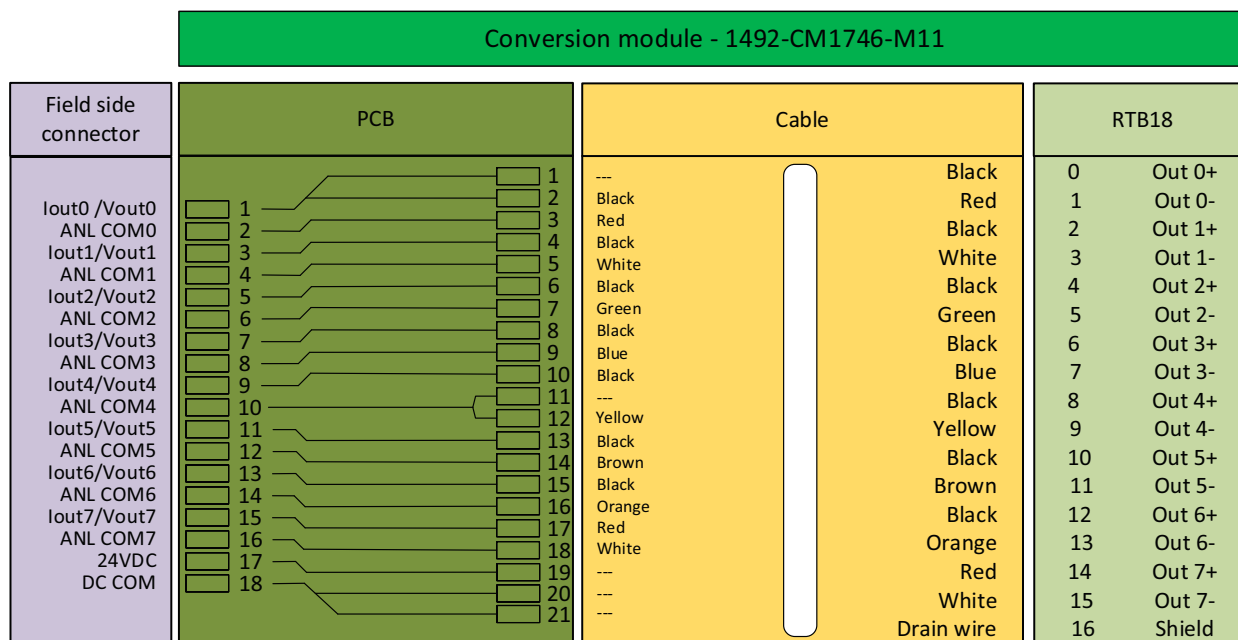 Conversion module - 1492-CM1746-M11
Field side
connector
PCB
Cable
RTB18
Iout0 /Vout0
ANL COM0
Iout1/Vout1
ANL COM1
Iout2/Vout2
ANL COM2
Iout3/Vout3
ANL COM3
Iout4/Vout4
ANL COM4
Iout5/Vout5
ANL COM5
Iout6/Vout6
ANL COM6
Iout7/Vout7
ANL COM7
24VDC
DC COM
1
2
3
4
5
6
7
8
9
10
11
12
13
14
15
16
17
18
1
2
3
4
5
6
7
8
9
10
11
12
13
14
15
16
17
18
19
20
21
---
Black
Red
Black
White
Black
Green
Black
Blue
Black
---
Yellow
Black
Brown
Black
Orange
Red
White
---
---
---
Black 0 Out 0+
Red 1 Out 0-
Black 2 Out 1+
White 3 Out 1-
Black 4 Out 2+
Green 5 Out 2-
Black 6 Out 3+
Blue 7 Out 3-
Black 8 Out 4+
Yellow 9 Out 4-
Black 10 Out 5+
Brown 11 Out 5-
Black 12 Out 6+
Orange 13 Out 6-
Red 14 Out 7+
White 15 Out 7-
Drain wire 16 Shield